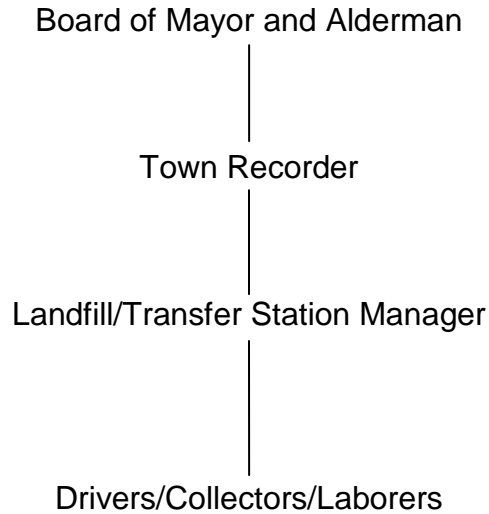 Board of Mayor and Alderman
Town Recorder
Landfill/Transfer Station Manager
Drivers/Collectors/Laborers